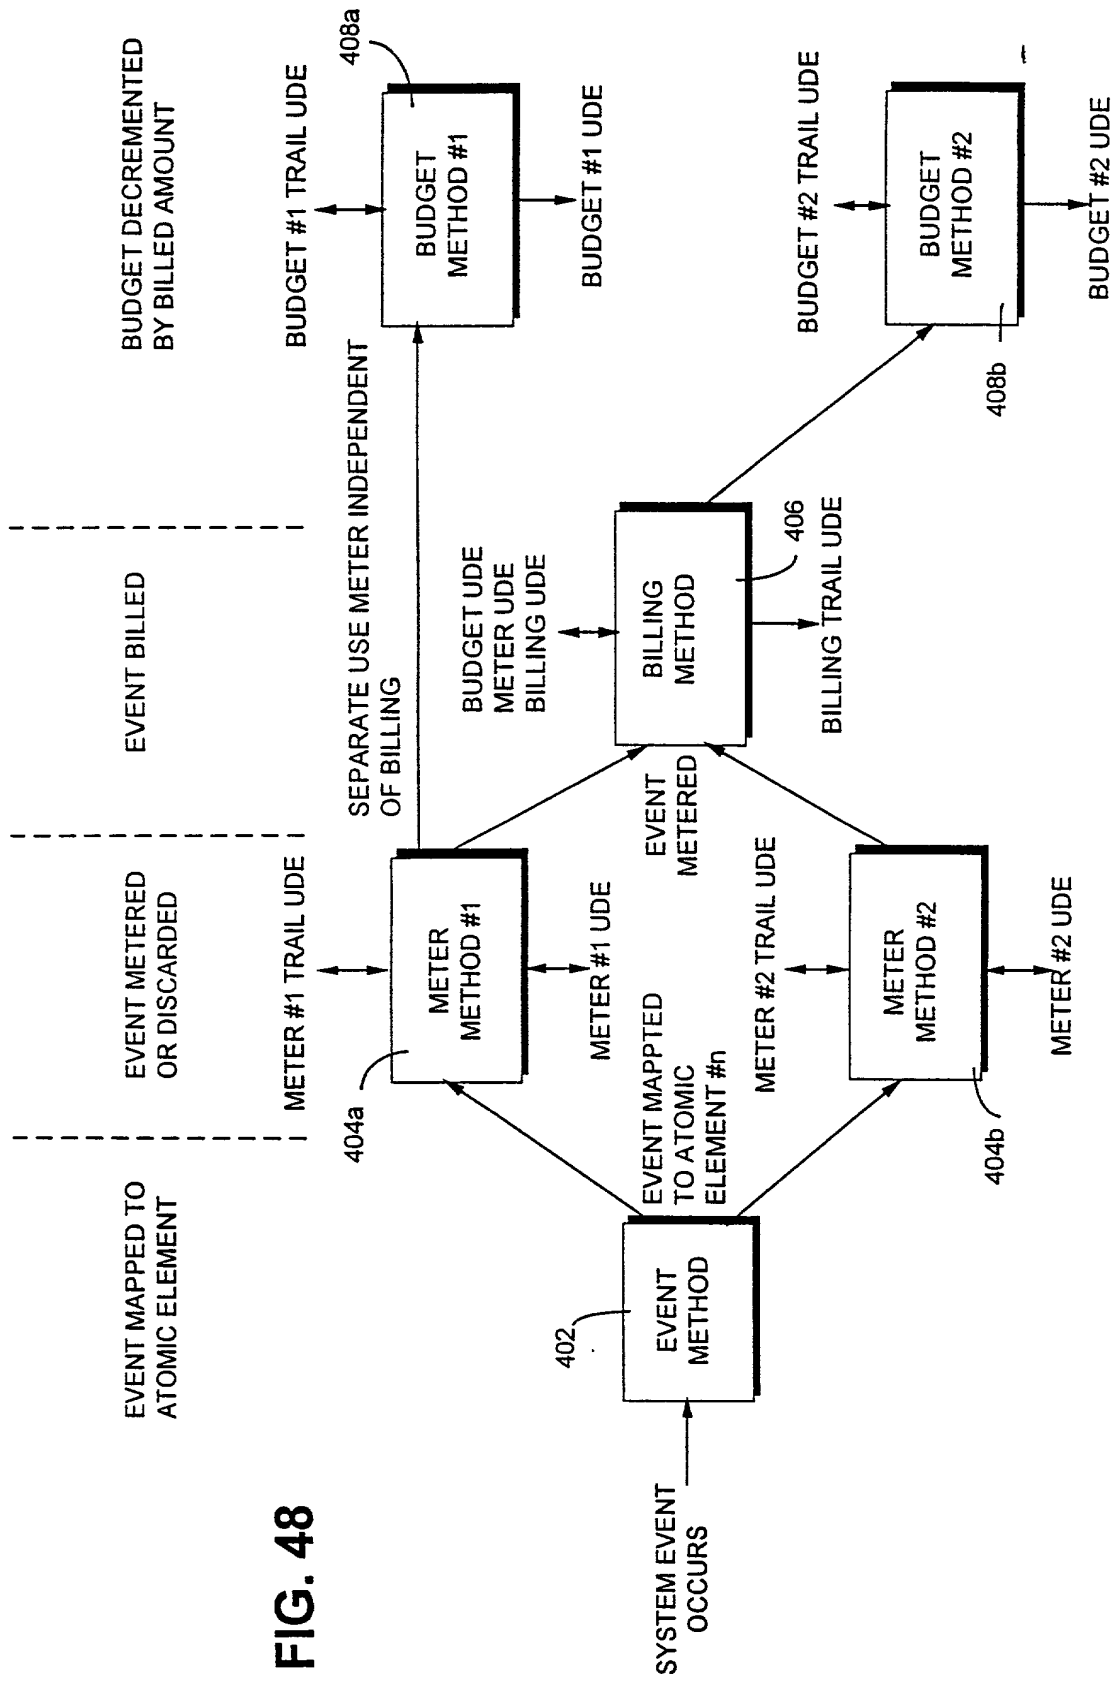 FIG. 48
EVENT MAPPED TO
ATOMIC ELEMENT
EVENT METERED
OR DISCARDED
EVENT BILLED
BUDGET DECREMENTED
BY BILLED AMOUNT
SYSTEM EVENT
OCCURS
402
EVENT
METHOD
EVENT MAPPTED
TO ATOMIC
ELEMENT #n
METER #1 TRAIL UDE
404a
METER
METHOD #1
METER #1 UDE
METER #2 TRAIL UDE
METER
METHOD #2
404b
METER #2 UDE
SEPARATE USE METER INDEPENDENT
OF BILLING
EVENT
METERED
BUDGET UDE
METER UDE
BILLING UDE
BILLING
METHOD
406
BILLING TRAIL UDE
BUDGET #1 TRAIL UDE
408a
BUDGET
METHOD #1
BUDGET #1 UDE
BUDGET #2 TRAIL UDE
BUDGET
METHOD #2
408b
BUDGET #2 UDE